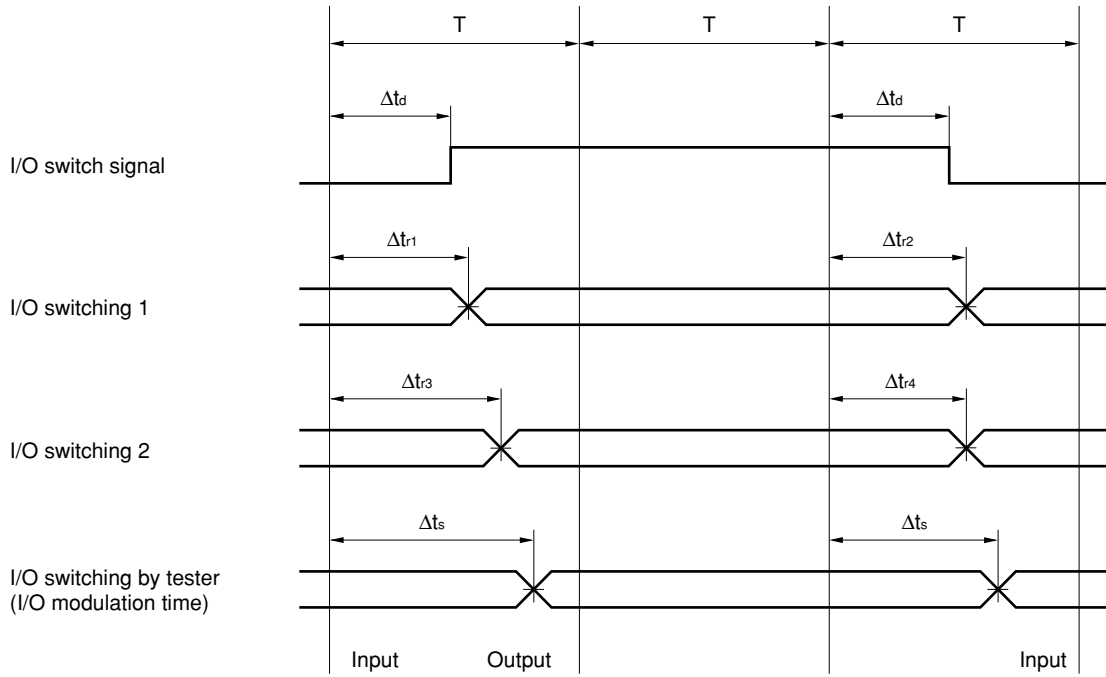 T T T
Δtd Δtd
I/O switch signal
Δtr1 Δtr2
I/O switching 1
Δtr3 Δtr4
I/O switching 2
Δts Δts
I/O switching by tester
(I/O modulation time)
Input Output Input